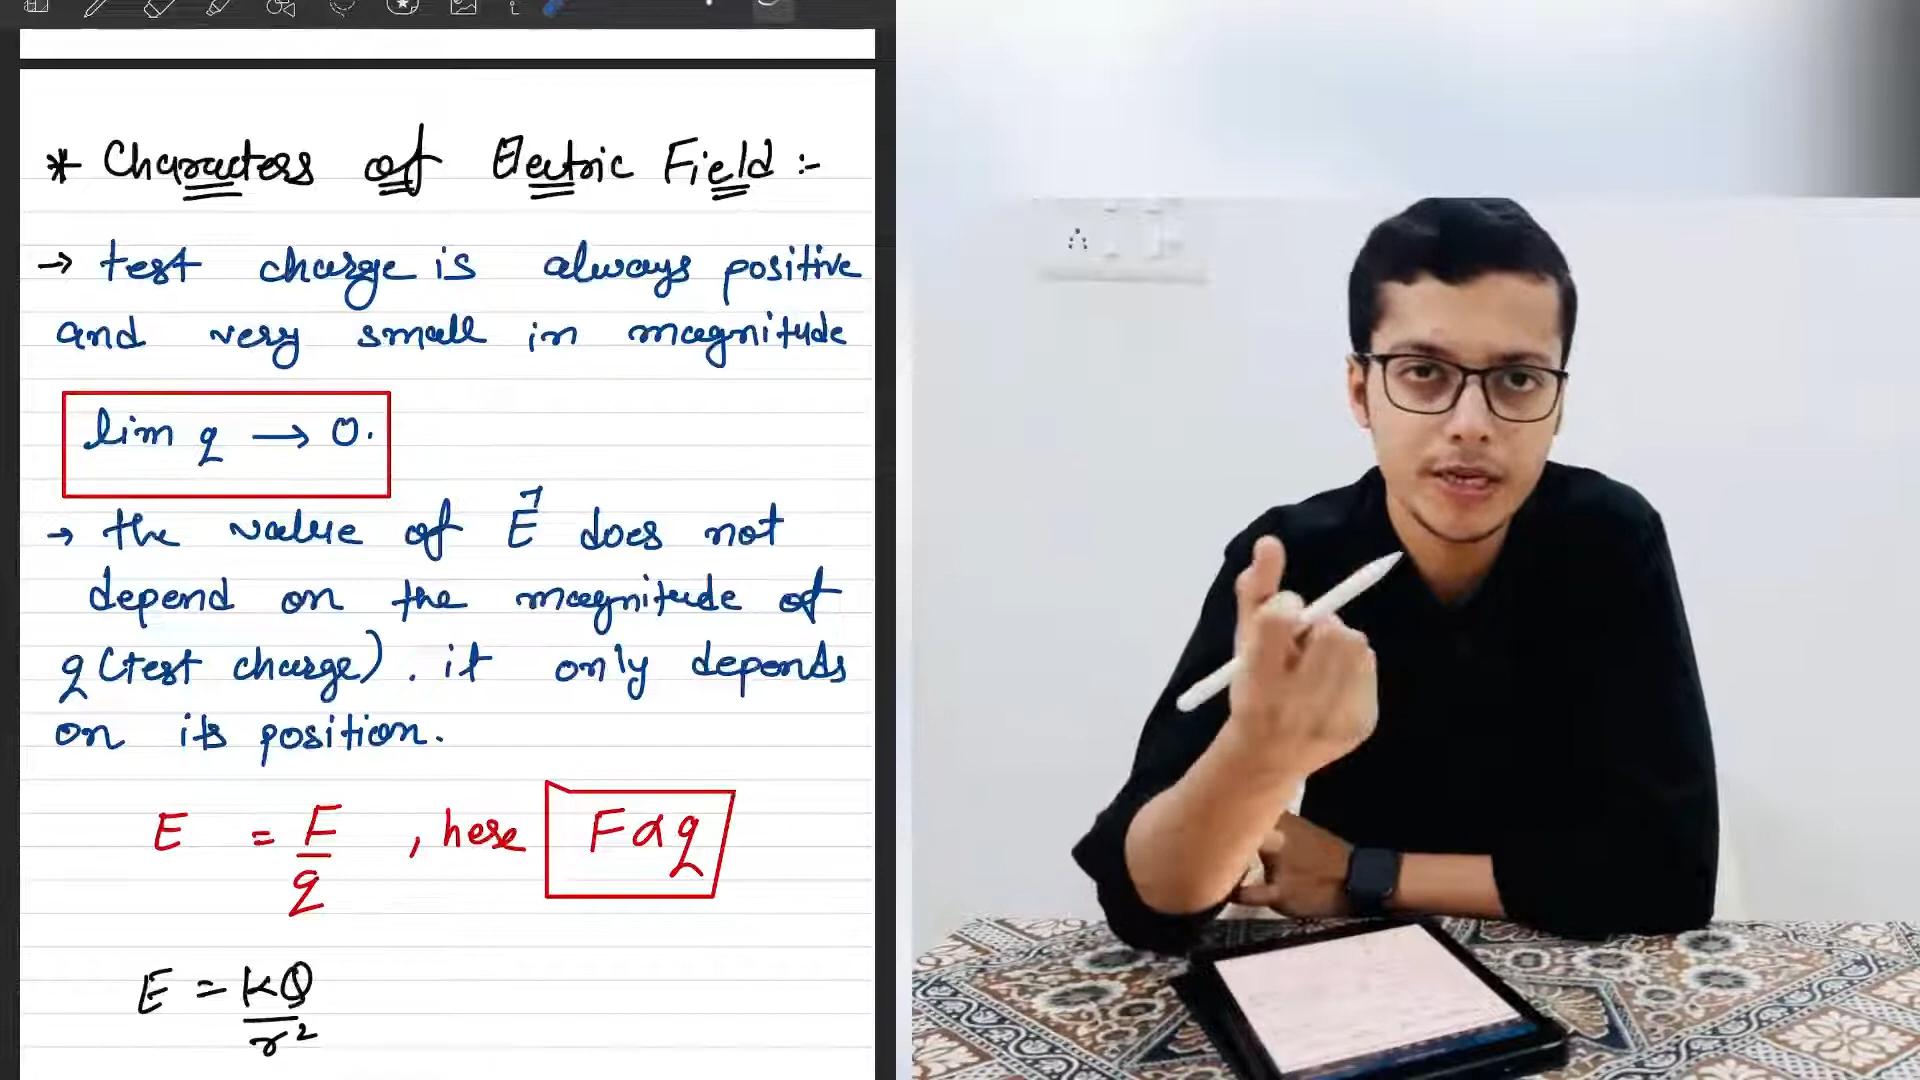 * Characters of Electric Field :-
→ test charge is always positive
and very small in magnitude
lim q → 0.
→ the value of E⃗ does not
depend on the magnitude of
q (test charge). it only depends
on its position.
E = F/q , here F α q
E = KQ/r²